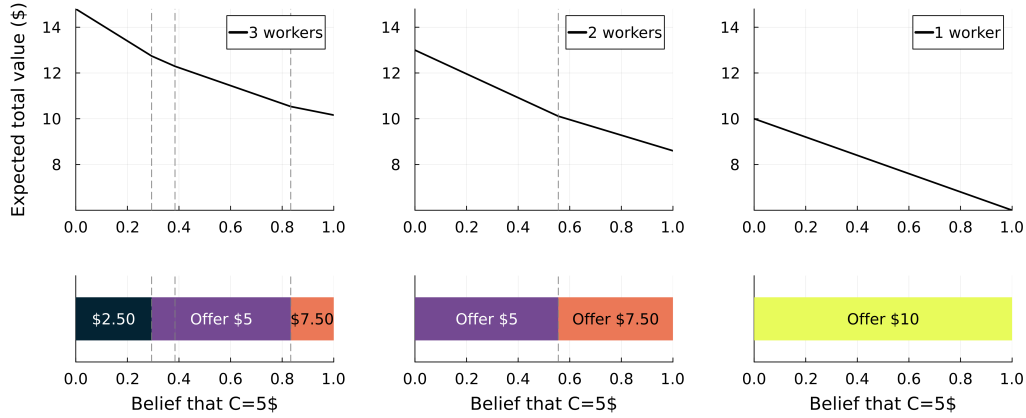 Expected total value ($)
14
12
10
8
3 workers
0.0 0.2 0.4 0.6 0.8 1.0
14
12
10
8
2 workers
0.0 0.2 0.4 0.6 0.8 1.0
14
12
10
8
1 worker
0.0 0.2 0.4 0.6 0.8 1.0
$2.50 Offer $5 $7.50
0.0 0.2 0.4 0.6 0.8 1.0
Belief that C=5$
Offer $5 Offer $7.50
0.0 0.2 0.4 0.6 0.8 1.0
Belief that C=5$
Offer $10
0.0 0.2 0.4 0.6 0.8 1.0
Belief that C=5$